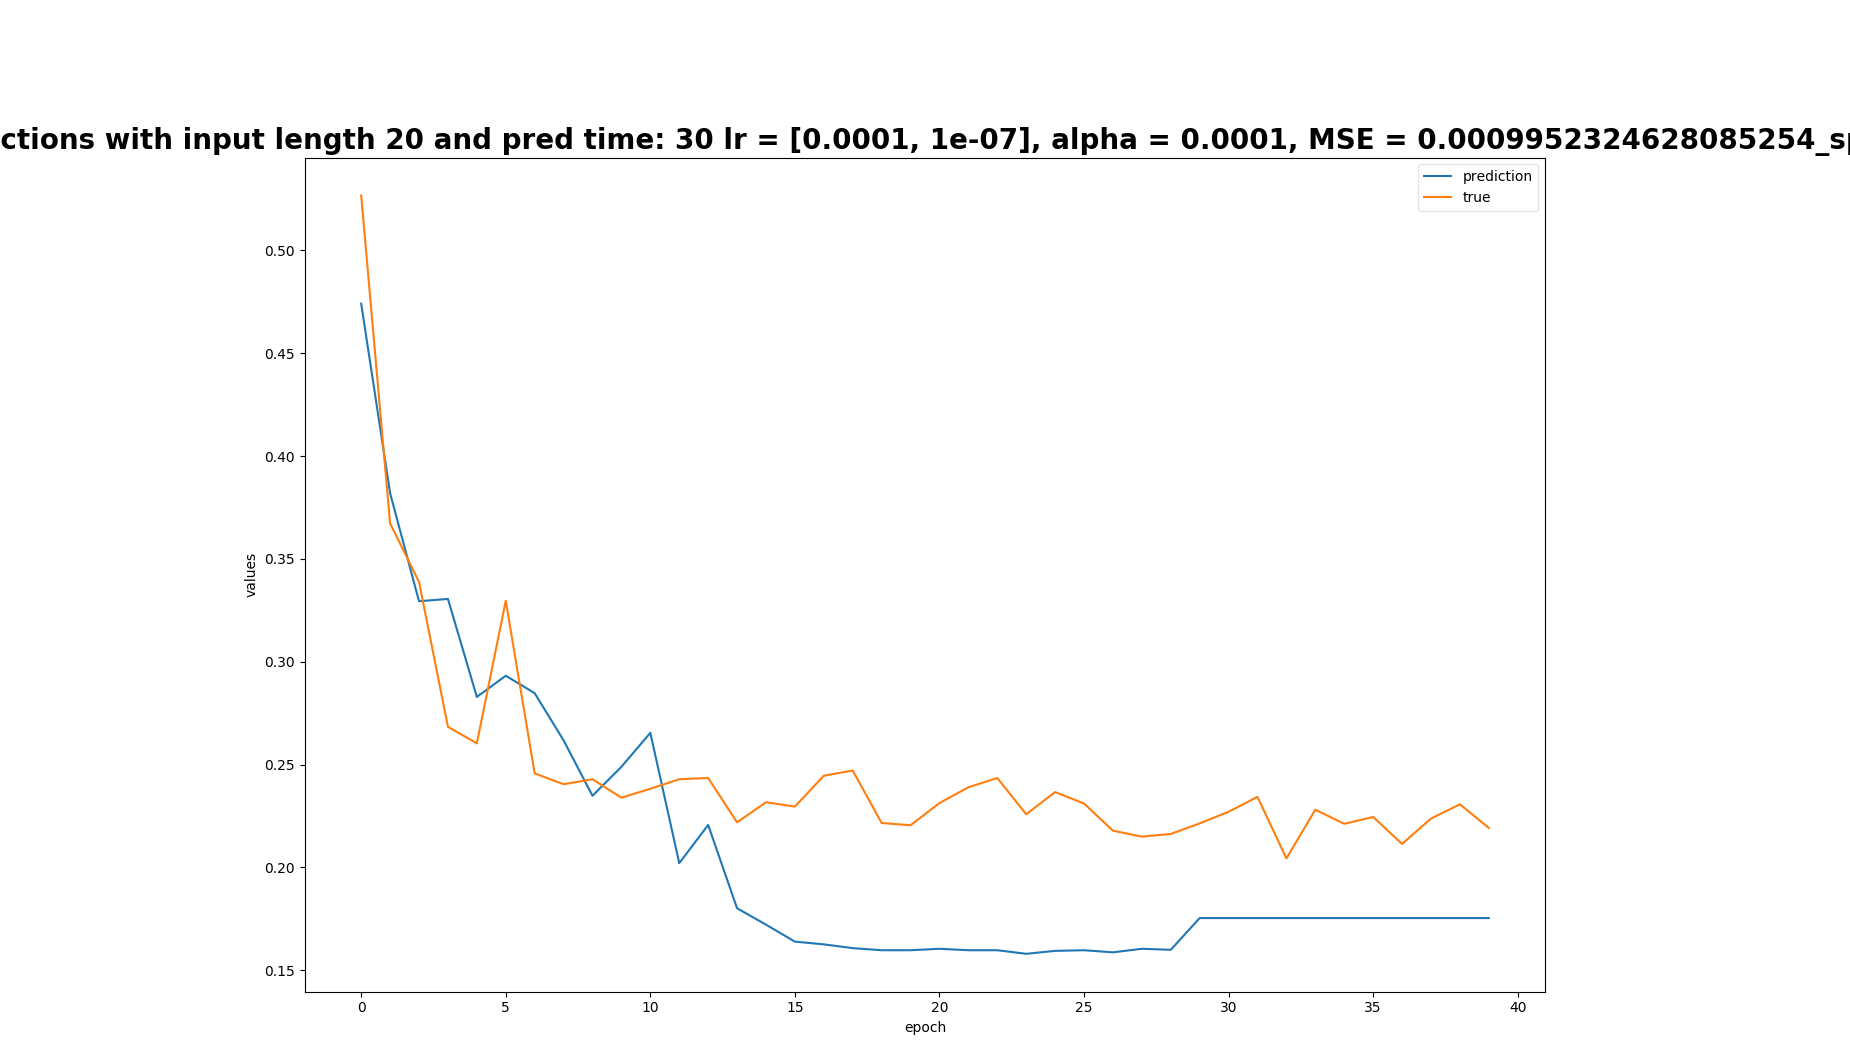 ctions with input length 20 and pred time: 30 lr = [0.0001, 1e-07], alpha = 0.0001, MSE = 0.0009952324628085254_sp
prediction
true
0.50
0.45
0.40
0.35
0.30
0.25
0.20
0.15
values
0 5 10 15 20 25 30 35 40
epoch